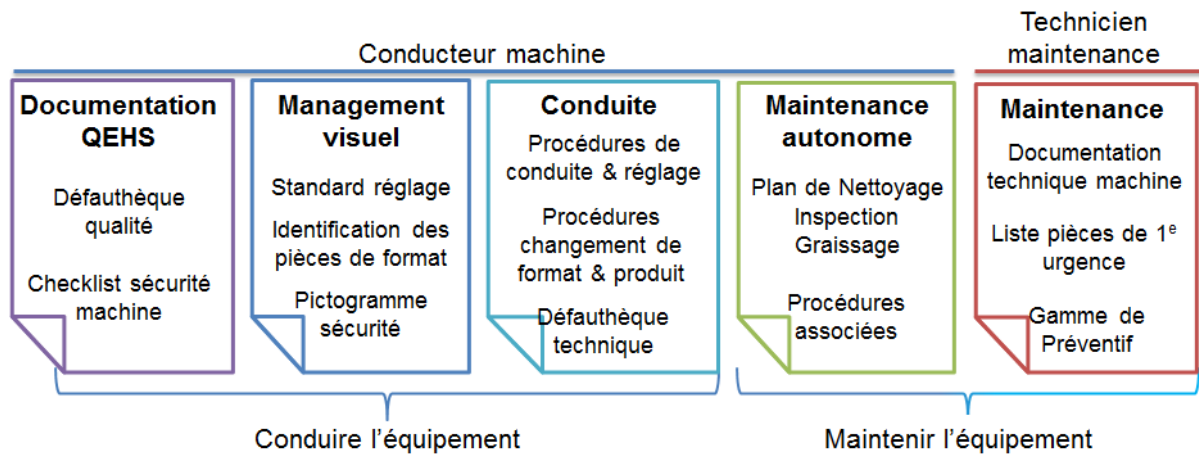 Conducteur machine
Technicien
maintenance
Documentation
QEHS
Défauthèque
qualité
Checklist sécurité
machine
Management
visuel
Standard réglage
Identification des
pièces de format
Pictogramme
sécurité
Conduite
Procédures de
conduite & réglage
Procédures
changement de
format & produit
Défauthèque
technique
Maintenance
autonome
Plan de Nettoyage
Inspection
Graissage
Procédures
associées
Maintenance
Documentation
technique machine
Liste pièces de 1e
urgence
Gamme de
Préventif
Conduire l’équipement
Maintenir l’équipement